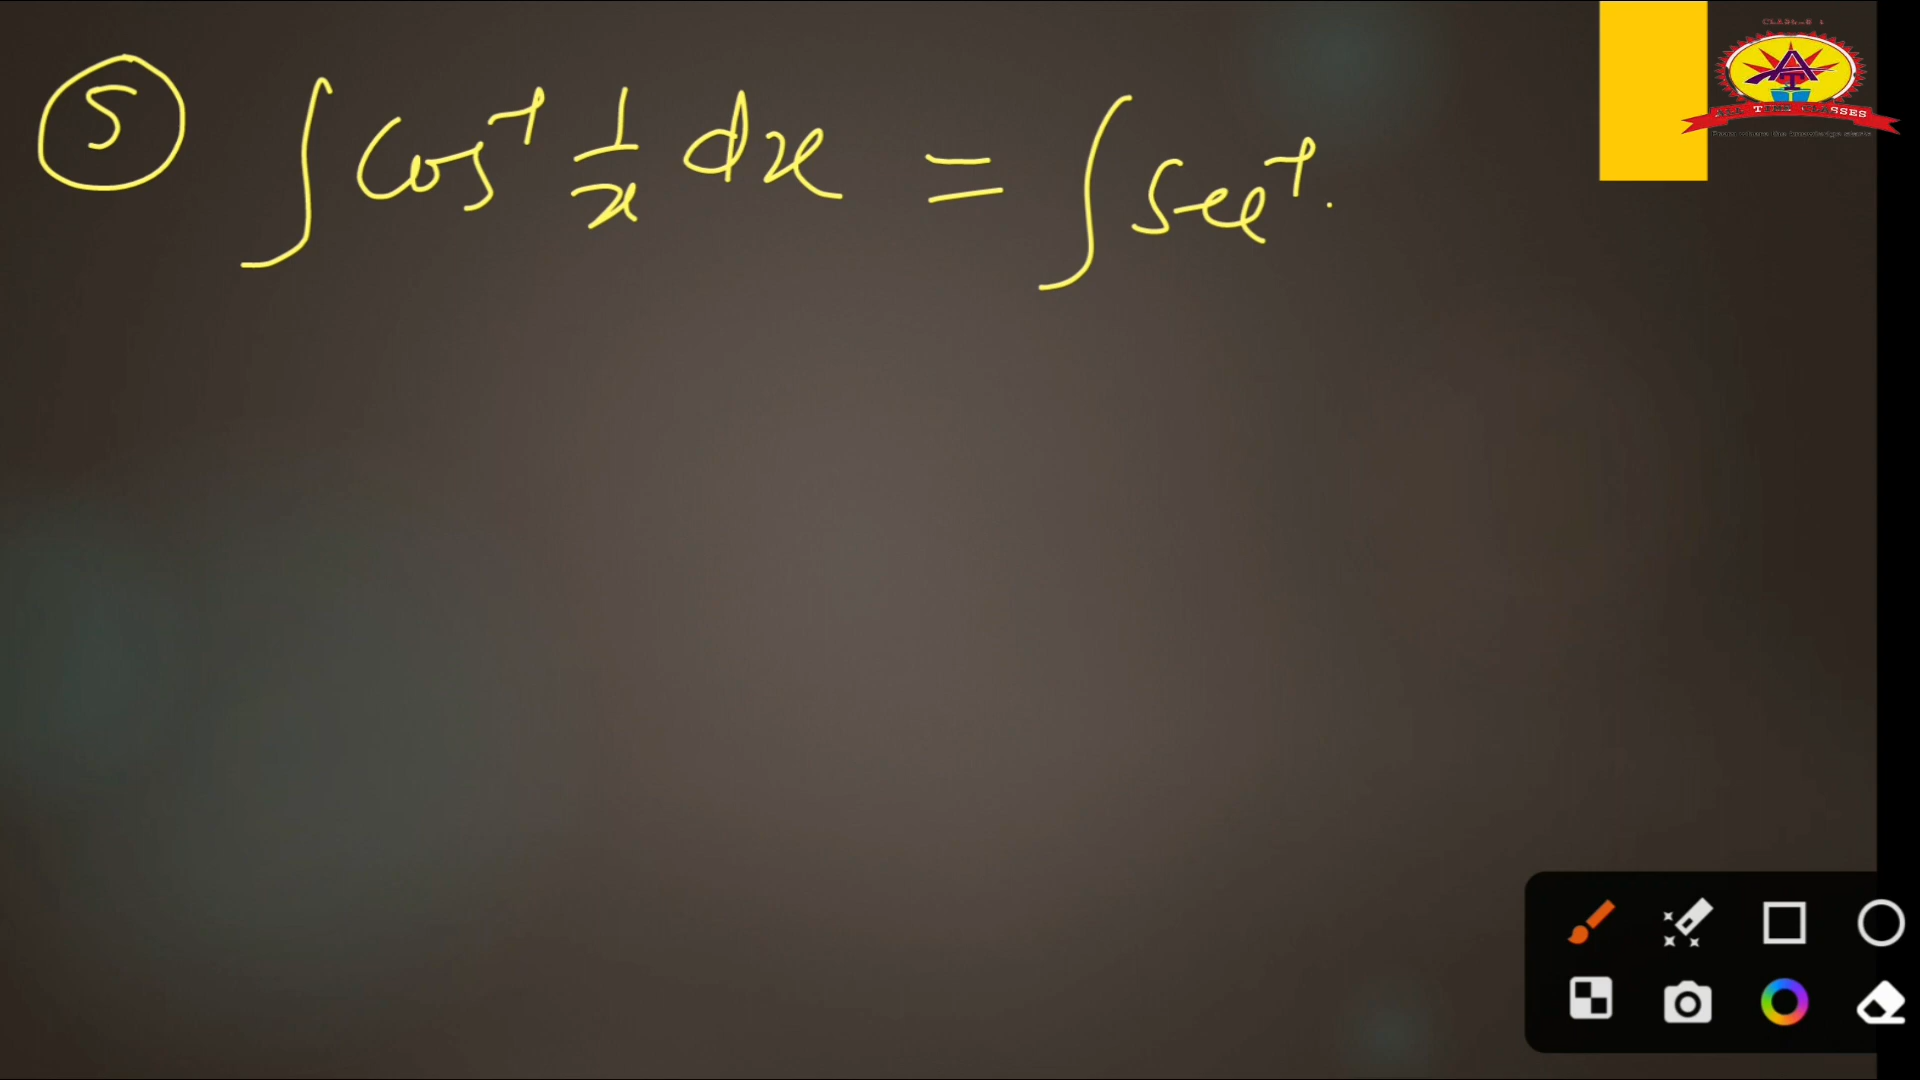 ⑤ ∫ cos⁻¹ 1/x dx = ∫ sec⁻¹